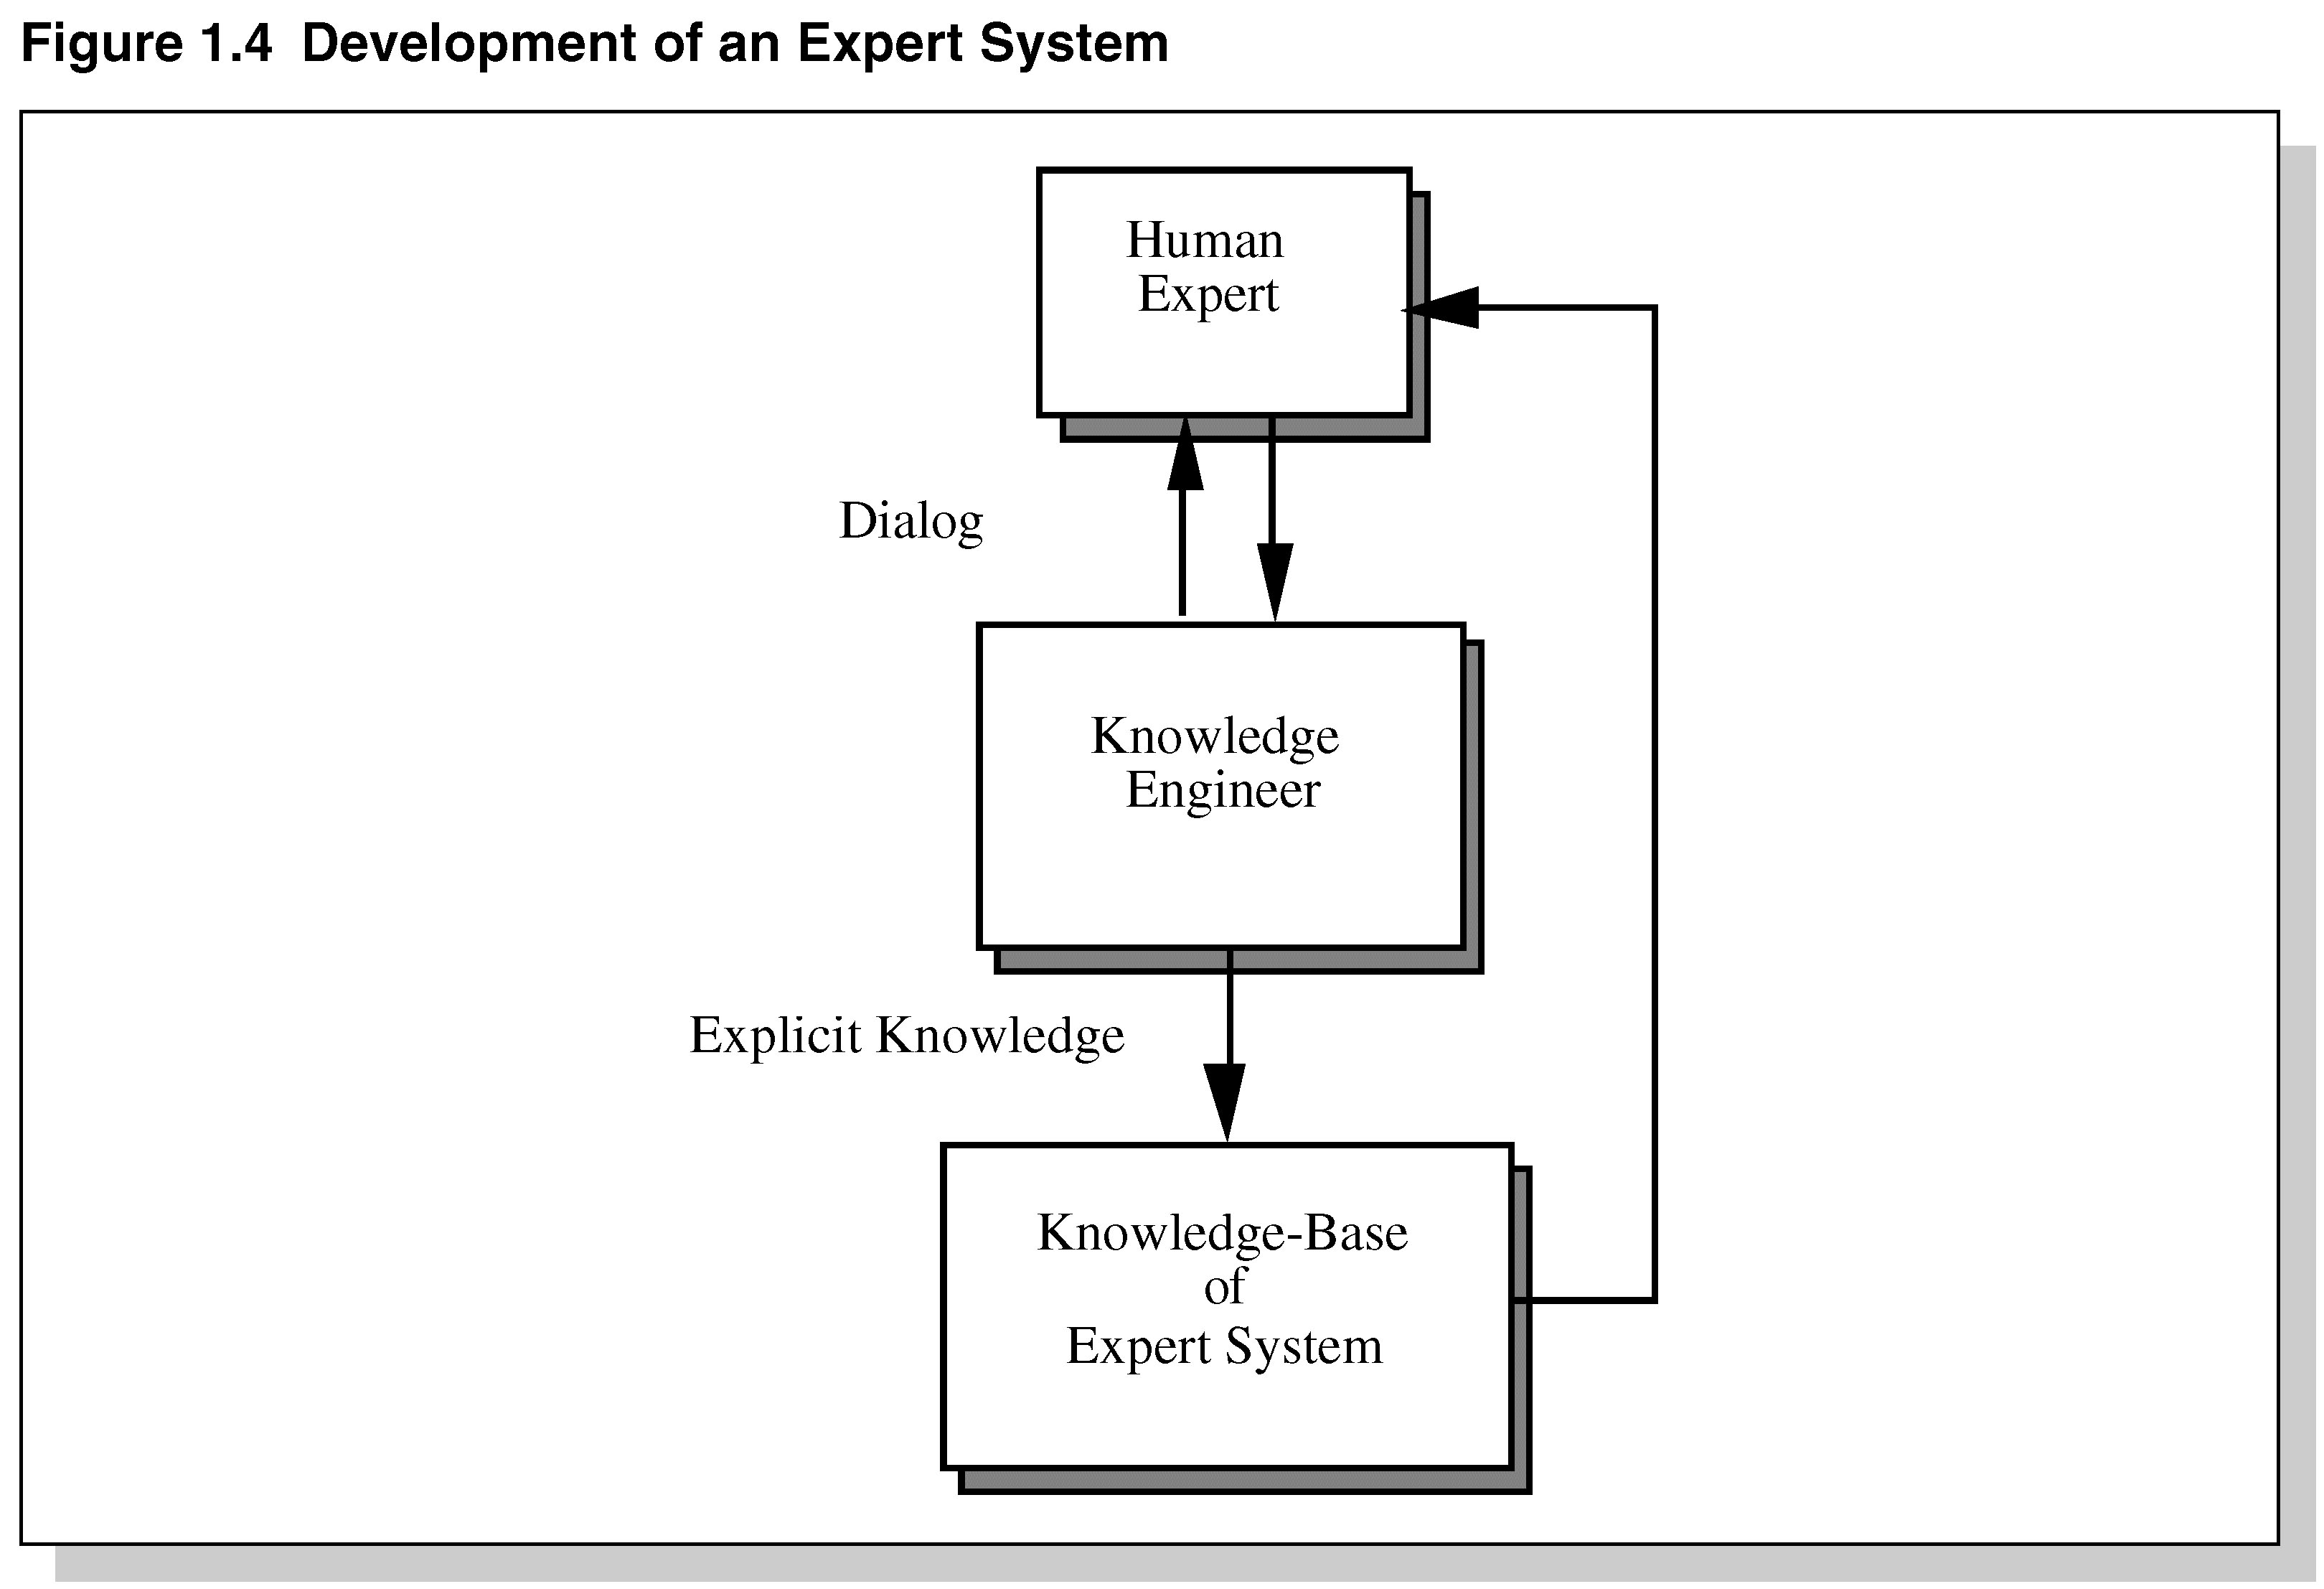 Figure 1.4 Development of an Expert System
Human
Expert
Dialog
Knowledge
Engineer
Explicit Knowledge
Knowledge-Base
of
Expert System